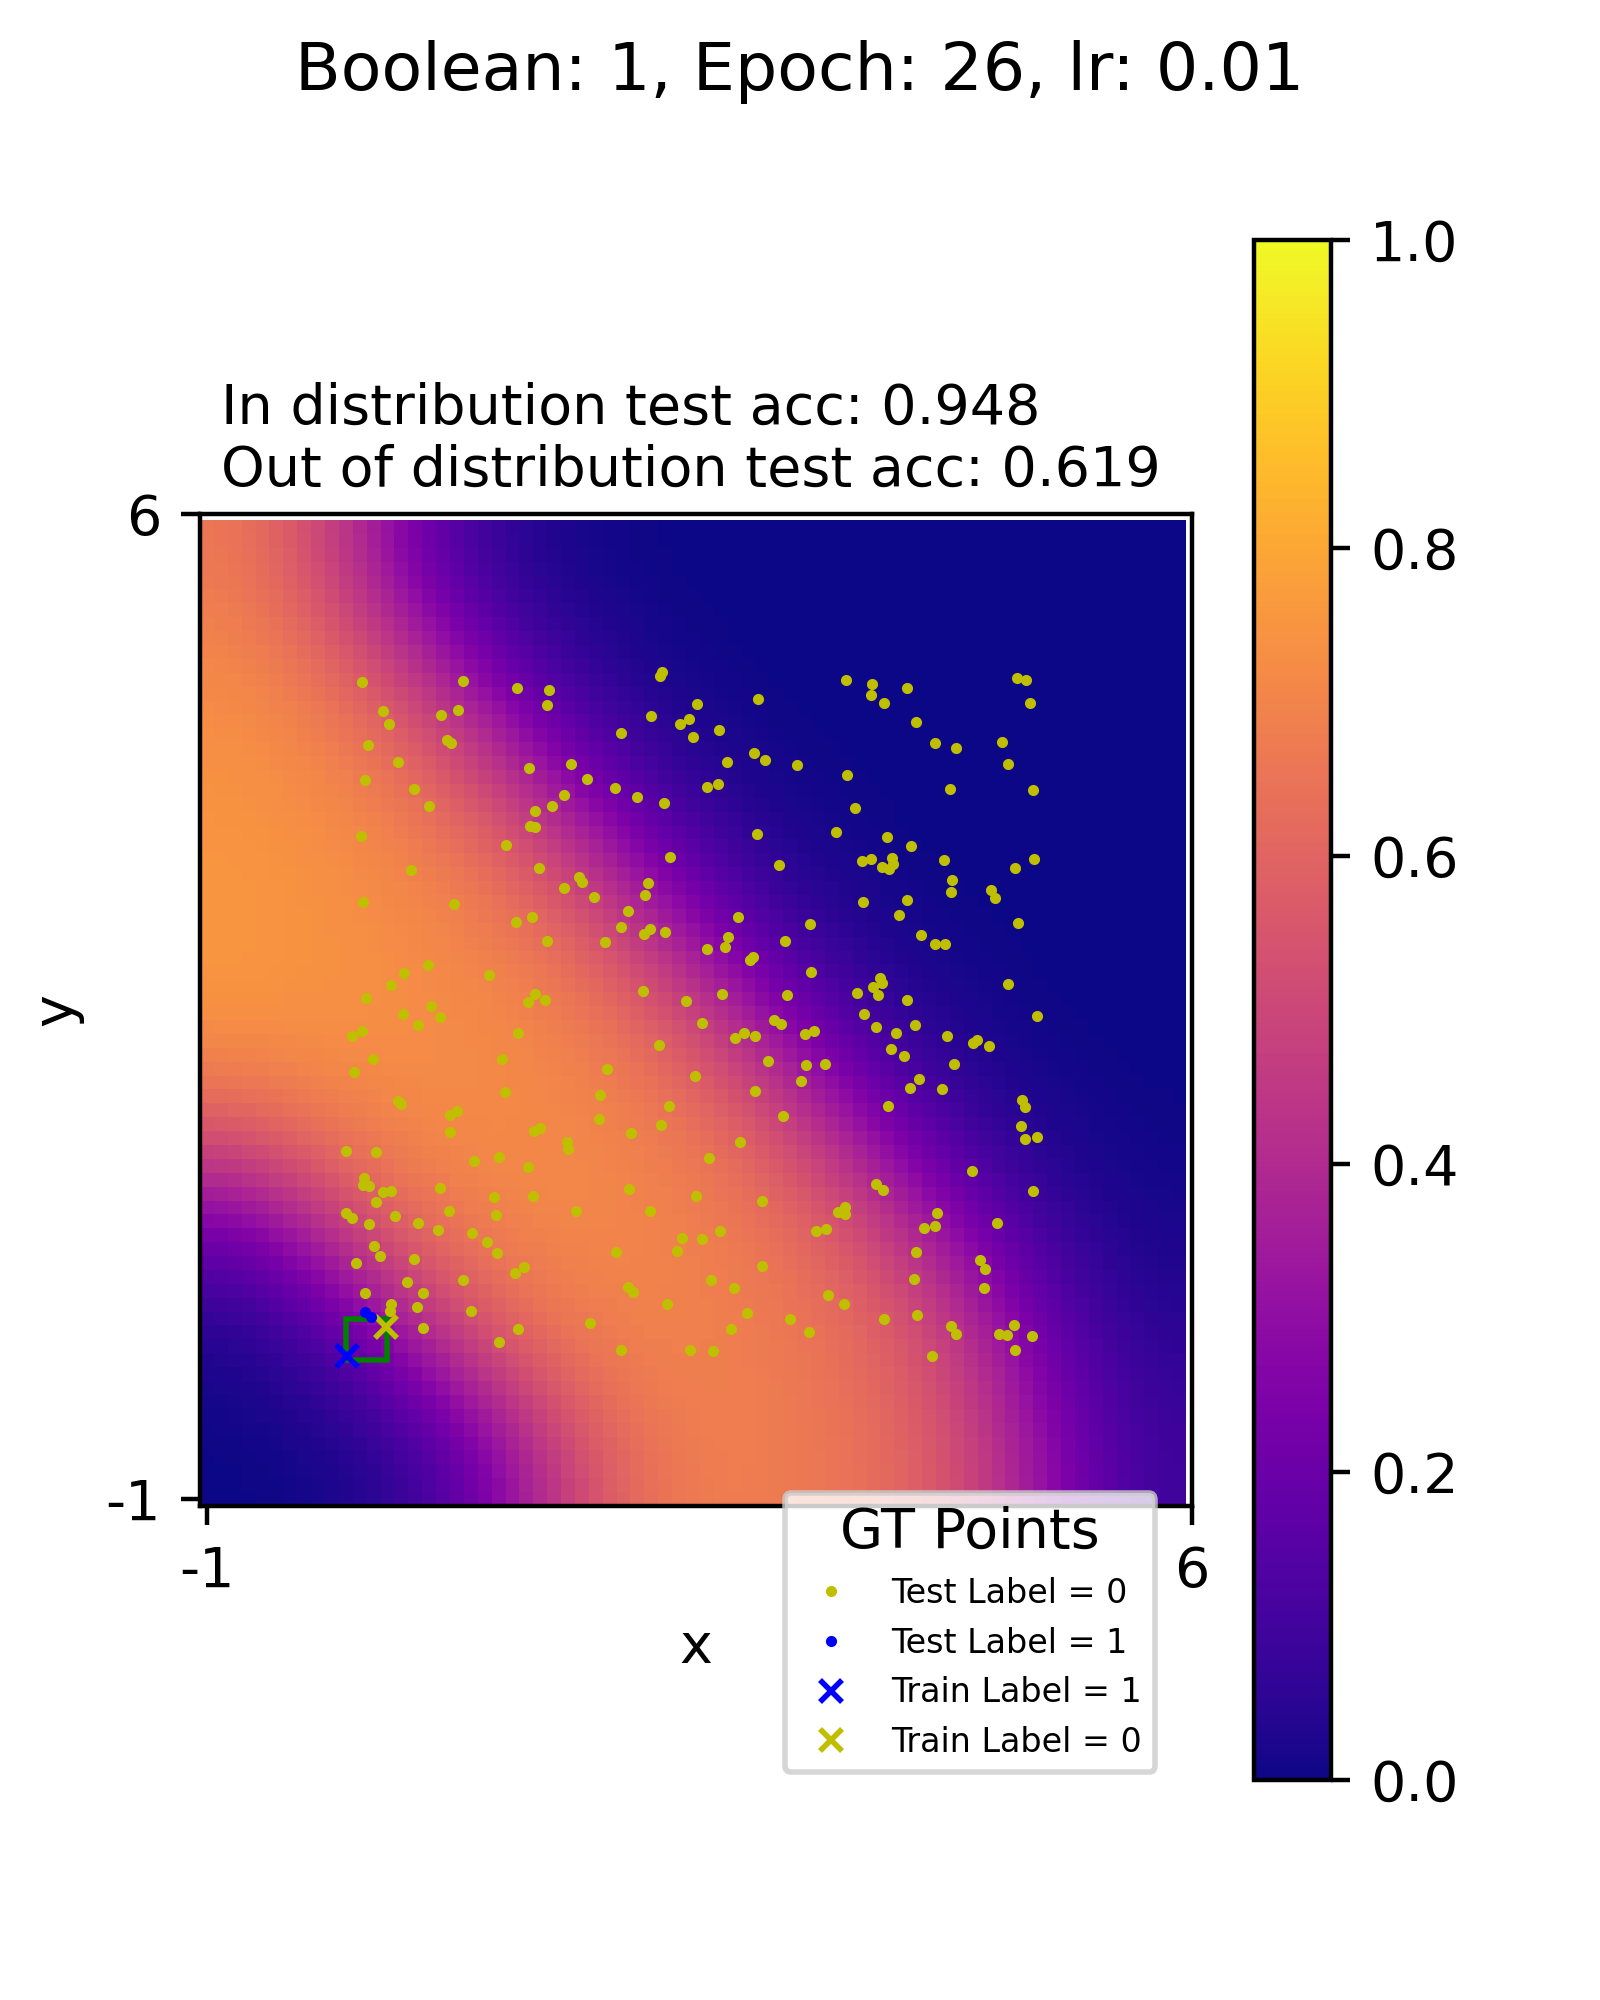 Boolean: 1, Epoch: 26, lr: 0.01
In distribution test acc: 0.948
Out of distribution test acc: 0.619
6
y
-1
-1
6
x
GT Points
Test Label = 0
Test Label = 1
Train Label = 1
Train Label = 0
1.0
0.8
0.6
0.4
0.2
0.0